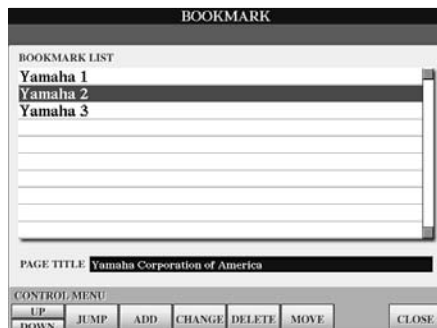 BOOKMARK
BOOKMARK LIST
Yamaha 1
Yamaha 2
Yamaha 3
PAGE TITLE Yamaha Corporation of America
CONTROL MENU
UP
DOWN JUMP ADD CHANGE DELETE MOVE CLOSE